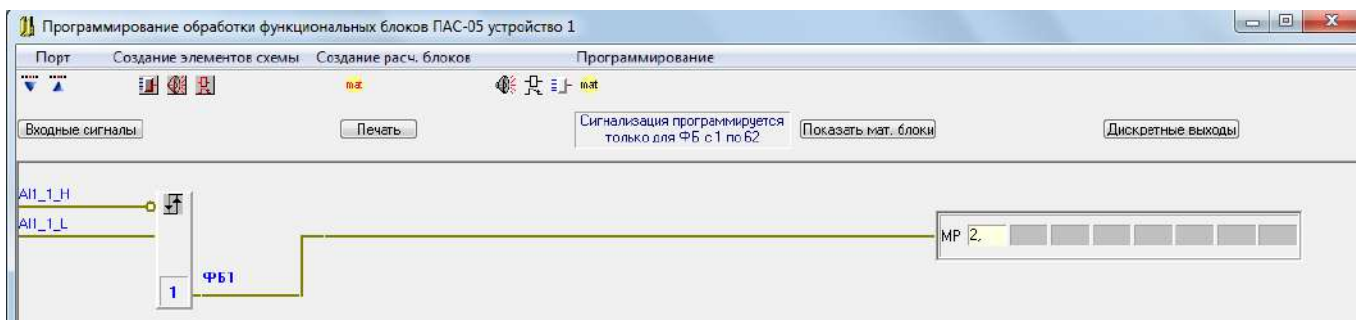 Программирование обработки функциональных блоков ПАС-05 устройство 1
Порт Создание элементов схемы Создание расч. блоков Программирование
mat mat
Входные сигналы Печать Сигнализация программируется только для ФБ с 1 по 62 Показать мат. блоки Дискретные выходы
AI1_1_H
AI1_1_L
МР 2,
ФБ1
1